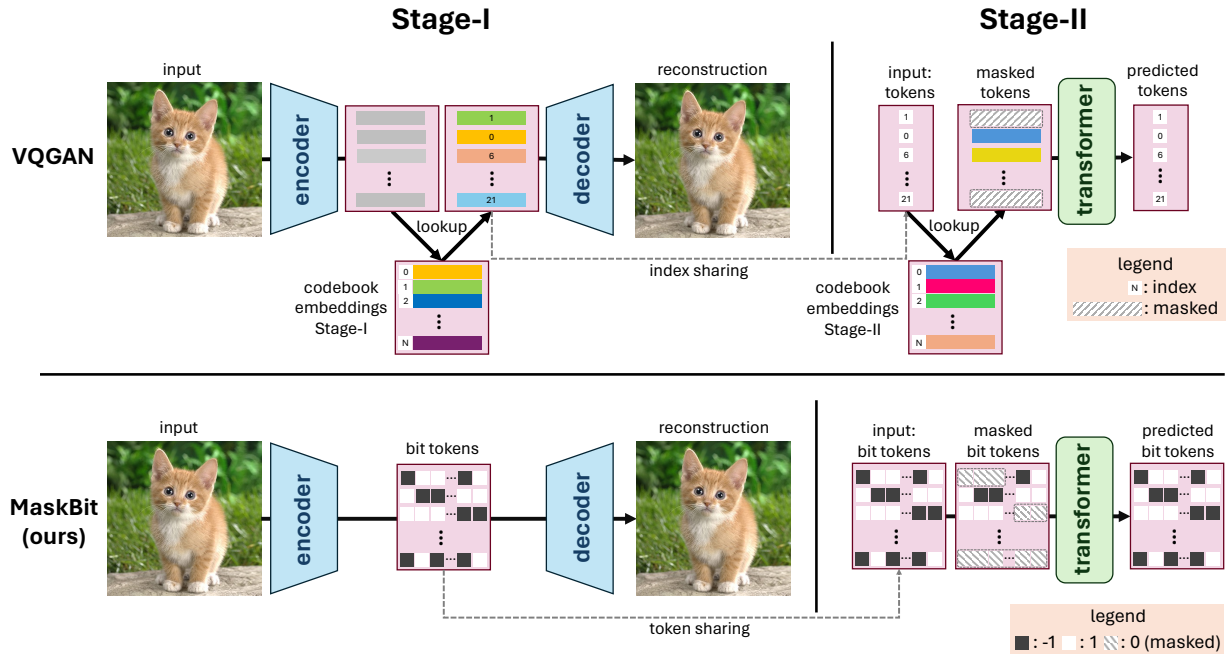 Stage-I
Stage-II
VQGAN
input
encoder
1
0
6
21
decoder
reconstruction
lookup
codebook
embeddings
Stage-I
0
1
2
N
index sharing
input:
tokens
1
0
6
21
masked
tokens
transformer
predicted
tokens
1
0
6
21
lookup
codebook
embeddings
Stage-II
0
1
2
N
legend
N : index
: masked
MaskBit
(ours)
input
encoder
bit tokens
decoder
reconstruction
token sharing
input:
bit tokens
masked
bit tokens
transformer
predicted
bit tokens
legend
: -1 : 1 : 0 (masked)